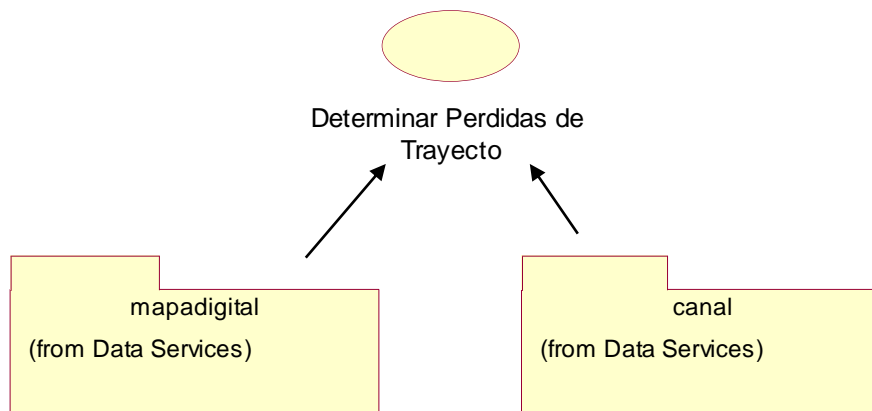 Determinar Perdidas de
Trayecto
mapadigital
(from Data Services)
canal
(from Data Services)